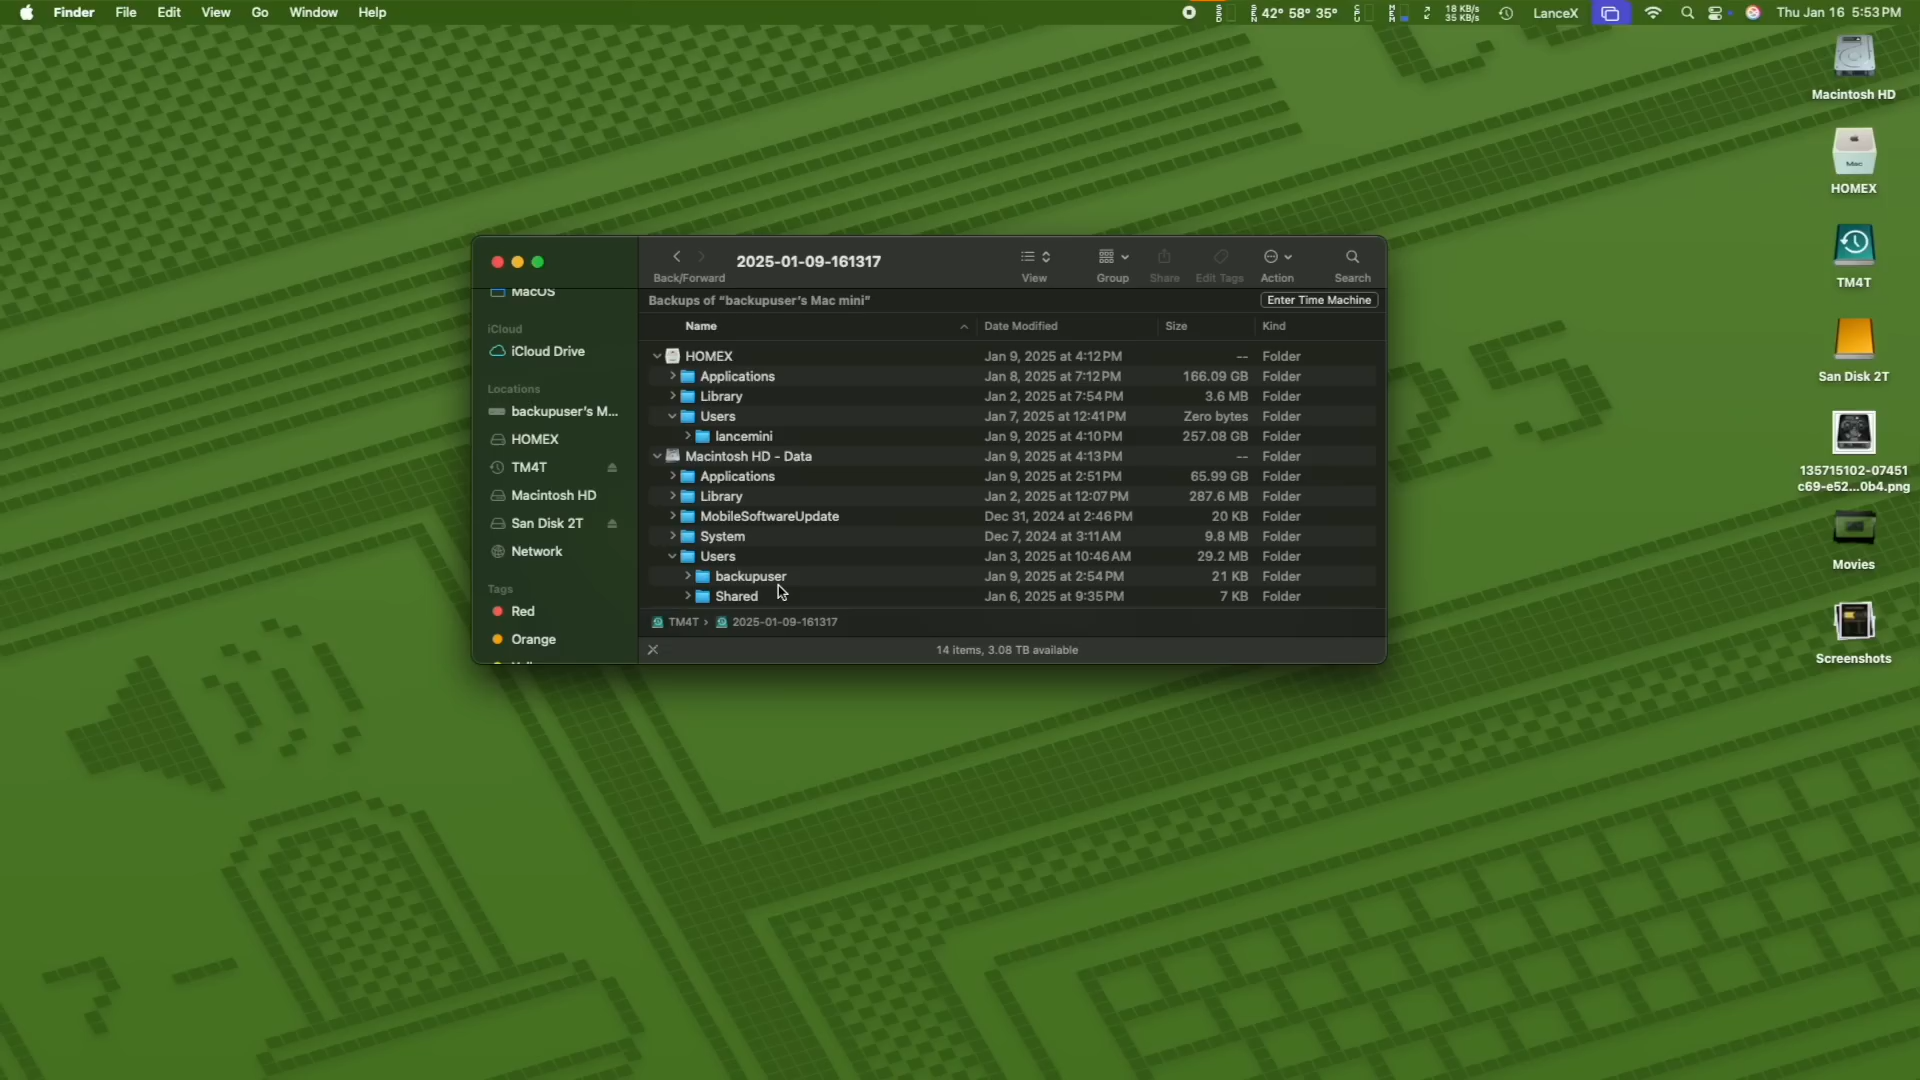 Finder File Edit View Go Window Help
SSD SEN 42° 58° 35° CPU MEM 18 KB/s 35 KB/s LanceX Thu Jan 16 5:53 PM
Macintosh HD
HOMEX
TM4T
San Disk 2T
135715102-07451
c69-e52...0b4.png
Movies
Screenshots
2025-01-09-161317
Back/Forward View Group Share Edit Tags Action Search
Backups of “backupuser’s Mac mini” Enter Time Machine
MacOS
iCloud
iCloud Drive
Locations
backupuser’s M...
HOMEX
TM4T
Macintosh HD
San Disk 2T
Network
Tags
Red
Orange
Name Date Modified Size Kind
HOMEX Jan 9, 2025 at 4:12 PM -- Folder
Applications Jan 8, 2025 at 7:12 PM 166.09 GB Folder
Library Jan 2, 2025 at 7:54 PM 3.6 MB Folder
Users Jan 7, 2025 at 12:41 PM Zero bytes Folder
lancemini Jan 9, 2025 at 4:10 PM 257.08 GB Folder
Macintosh HD - Data Jan 9, 2025 at 4:13 PM -- Folder
Applications Jan 9, 2025 at 2:51 PM 65.99 GB Folder
Library Jan 2, 2025 at 12:07 PM 287.6 MB Folder
MobileSoftwareUpdate Dec 31, 2024 at 2:46 PM 20 KB Folder
System Dec 7, 2024 at 3:11 AM 9.8 MB Folder
Users Jan 3, 2025 at 10:46 AM 29.2 MB Folder
backupuser Jan 9, 2025 at 2:54 PM 21 KB Folder
Shared Jan 6, 2025 at 9:35 PM 7 KB Folder
TM4T › 2025-01-09-161317
14 items, 3.08 TB available